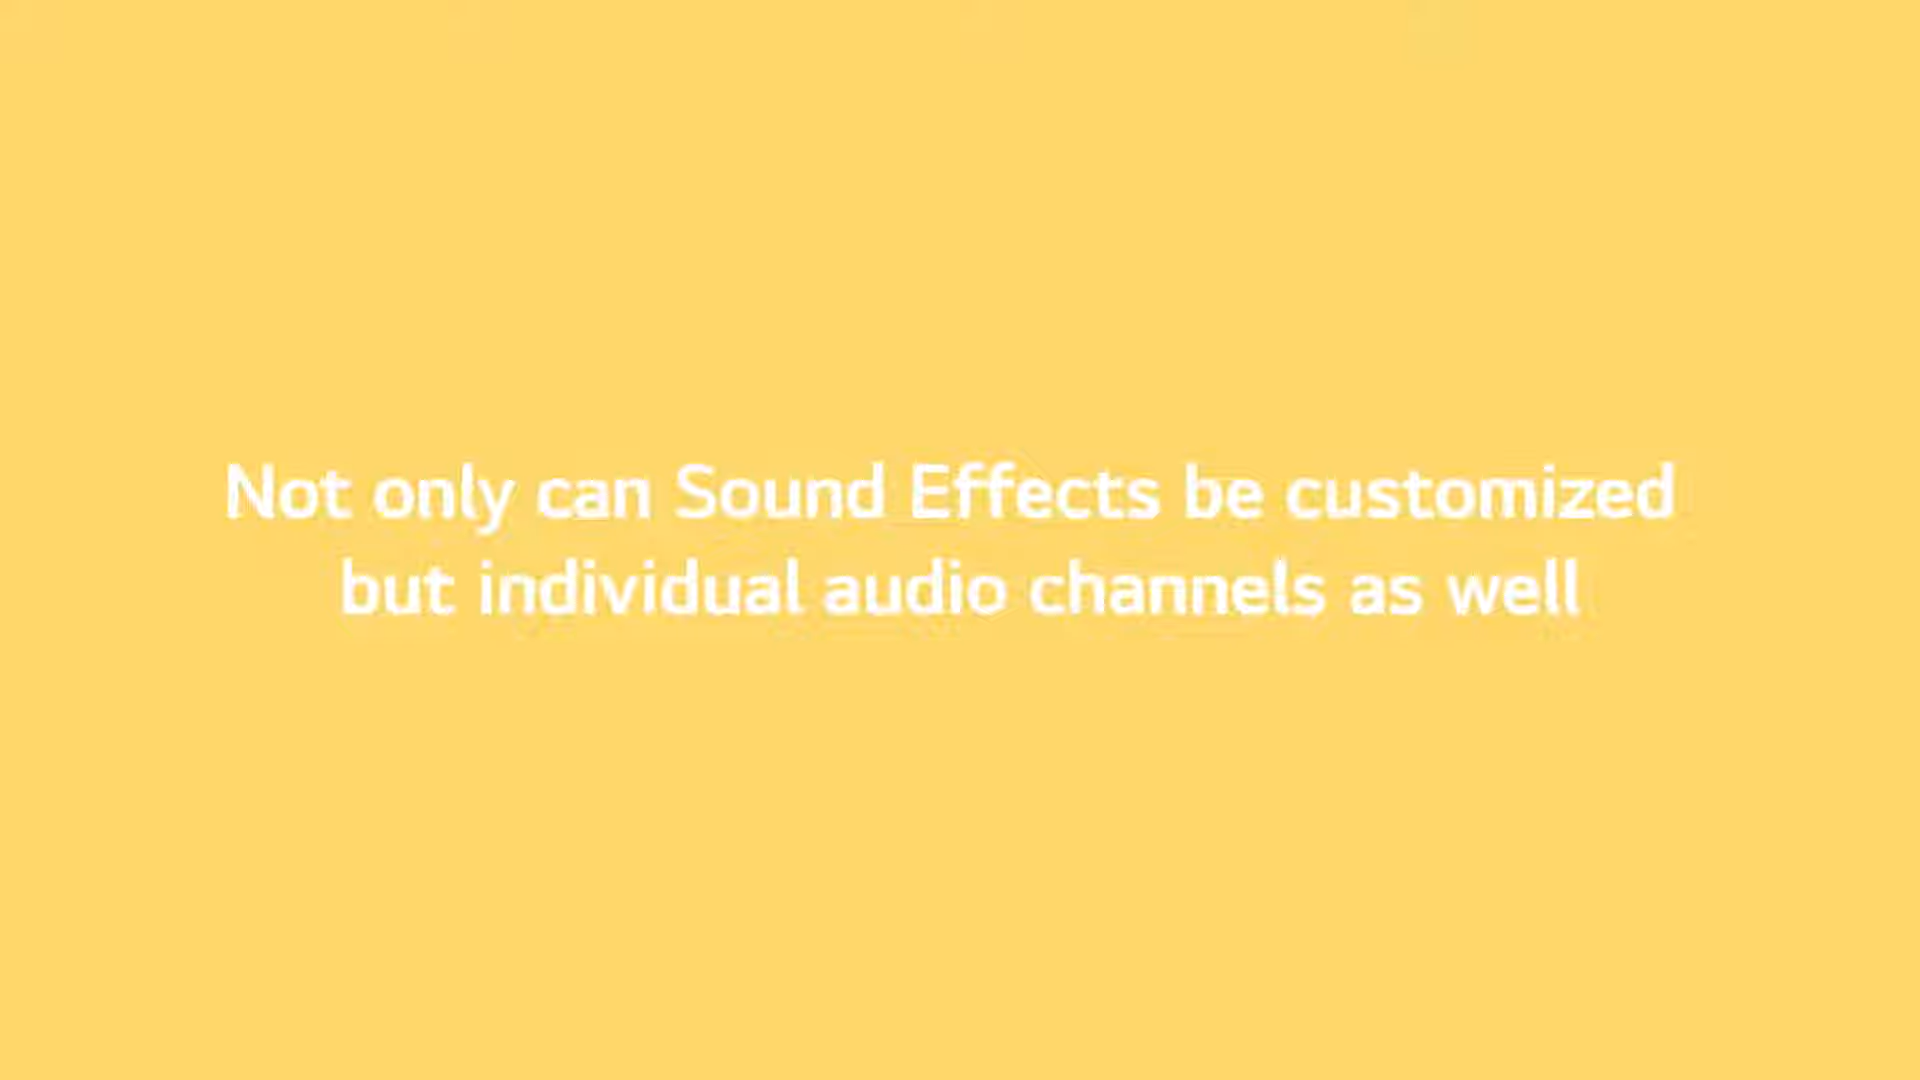 Not only can Sound Effects be customized
but individual audio channels as well